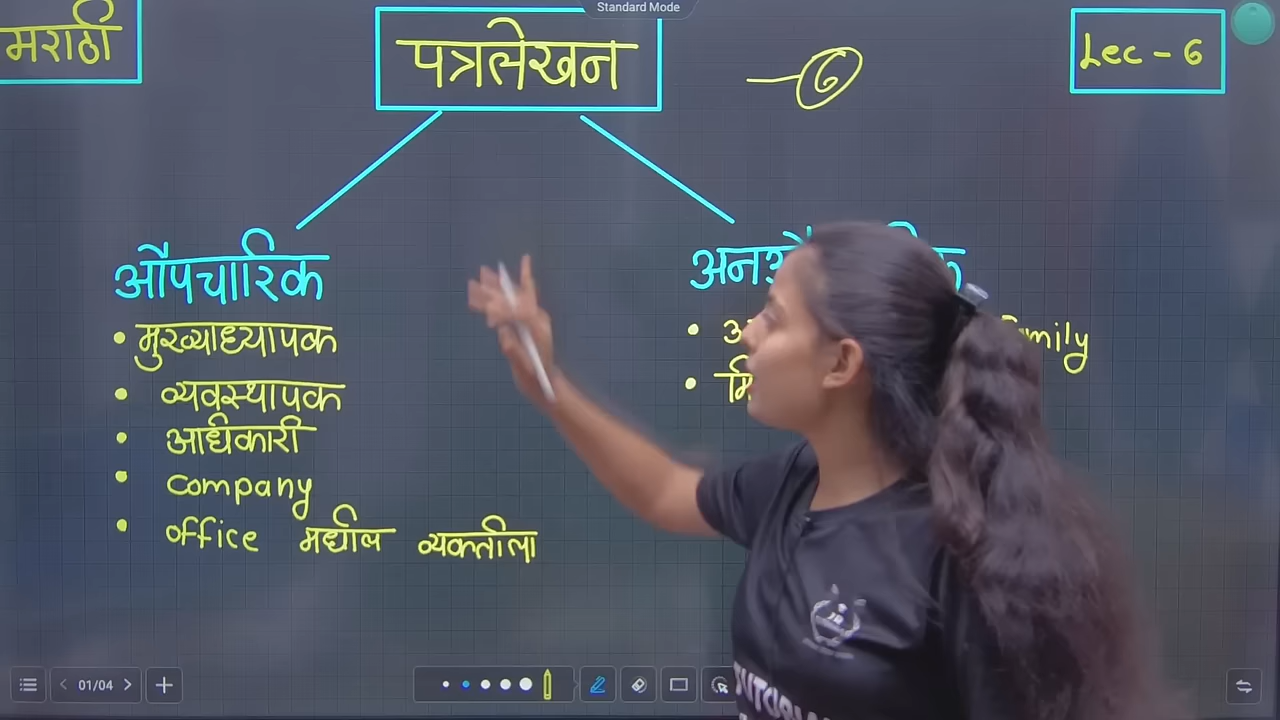 Standard Mode
मराठी
पत्रलेखन
6
Lec - 6
औपचारिक
• मुख्याध्यापक
• व्यवस्थापक
• अधिकारी
• company
• office मधील व्यक्तीला
•
• family
01/04